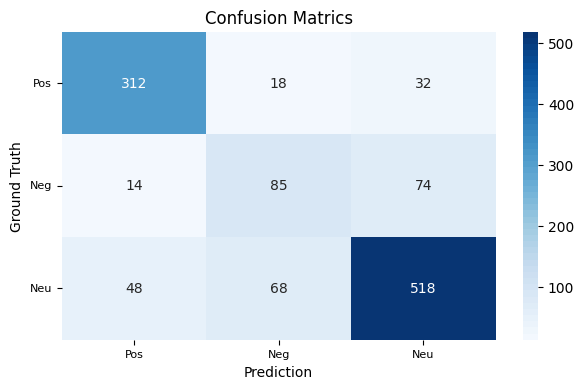 Confusion Matrics
Pos 312 18 32
Neg 14 85 74
Neu 48 68 518
Pos Neg Neu
Prediction
Ground Truth
500
400
300
200
100